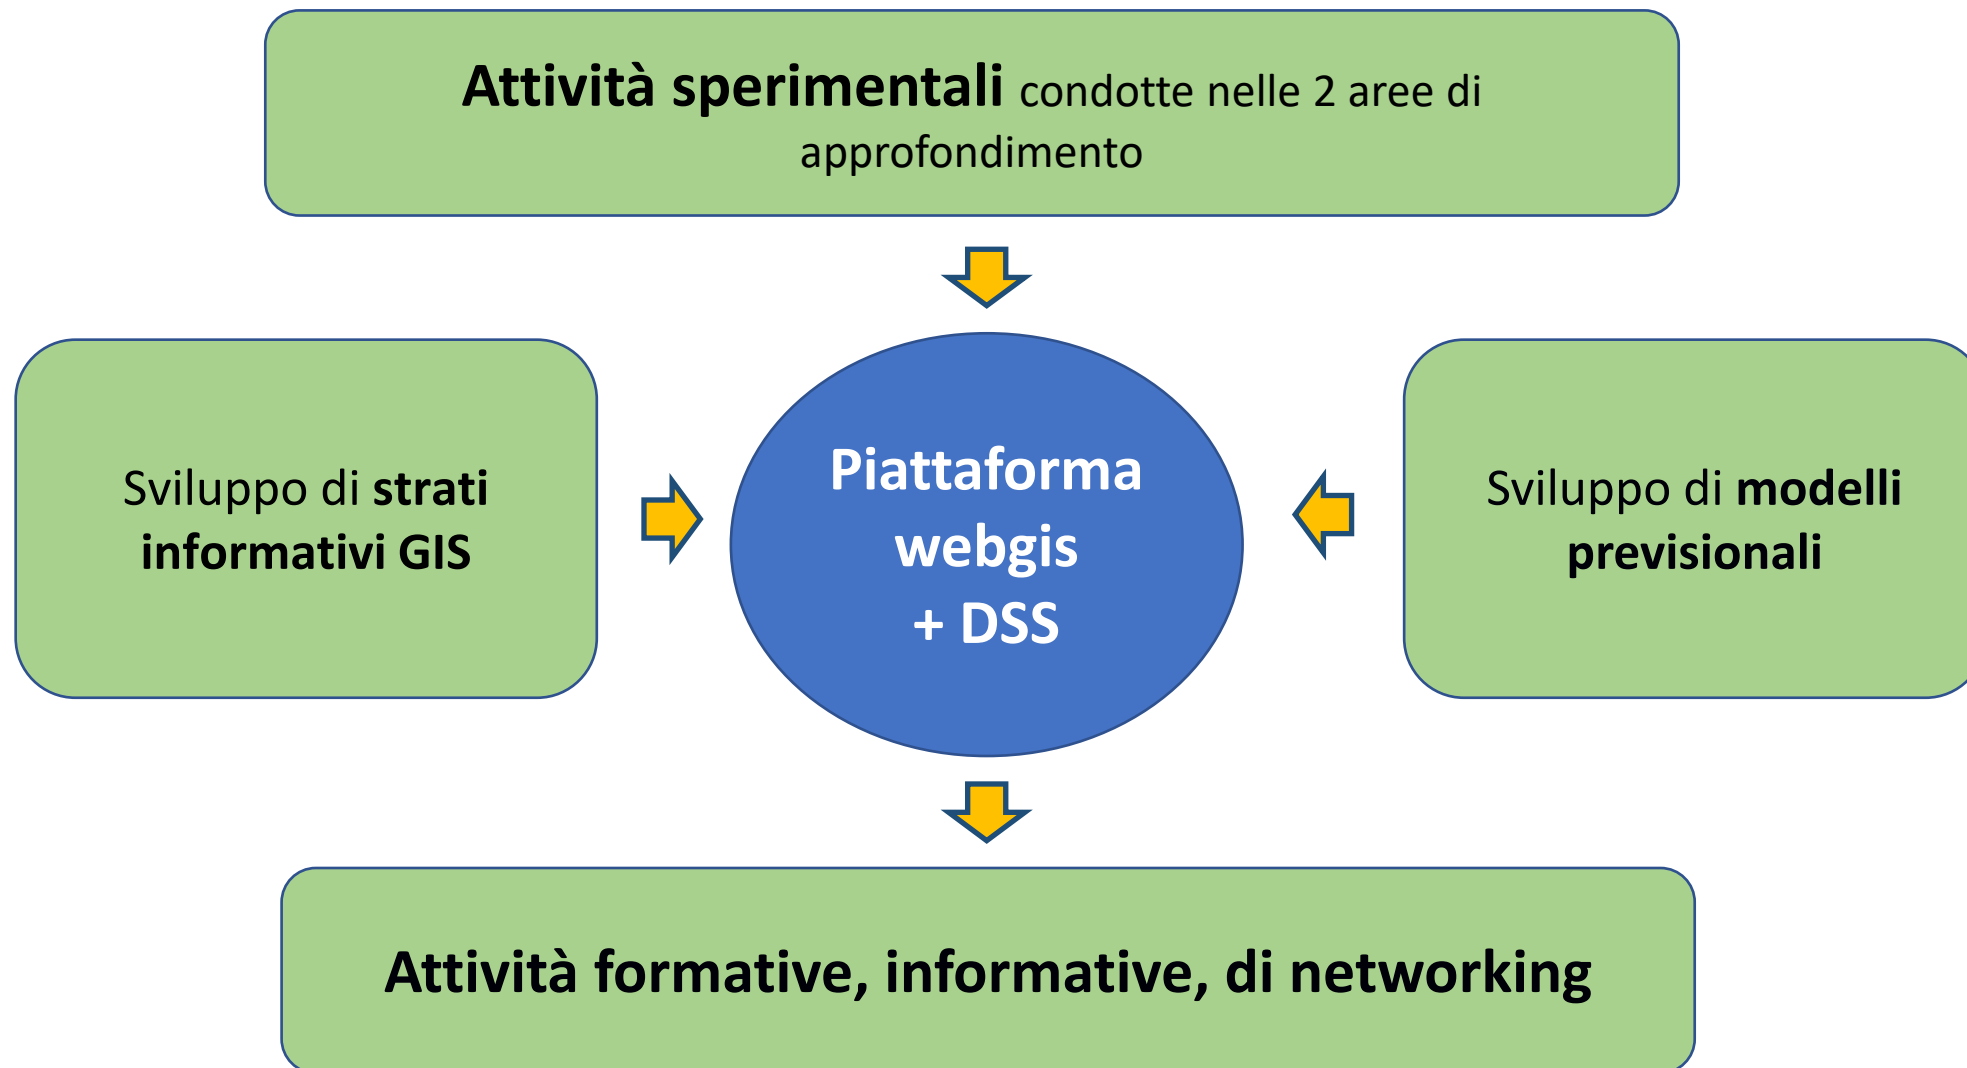 Attività sperimentali condotte nelle 2 aree di
approfondimento
Sviluppo di strati
informativi GIS
Piattaforma
webgis
+ DSS
Sviluppo di modelli
previsionali
Attività formative, informative, di networking